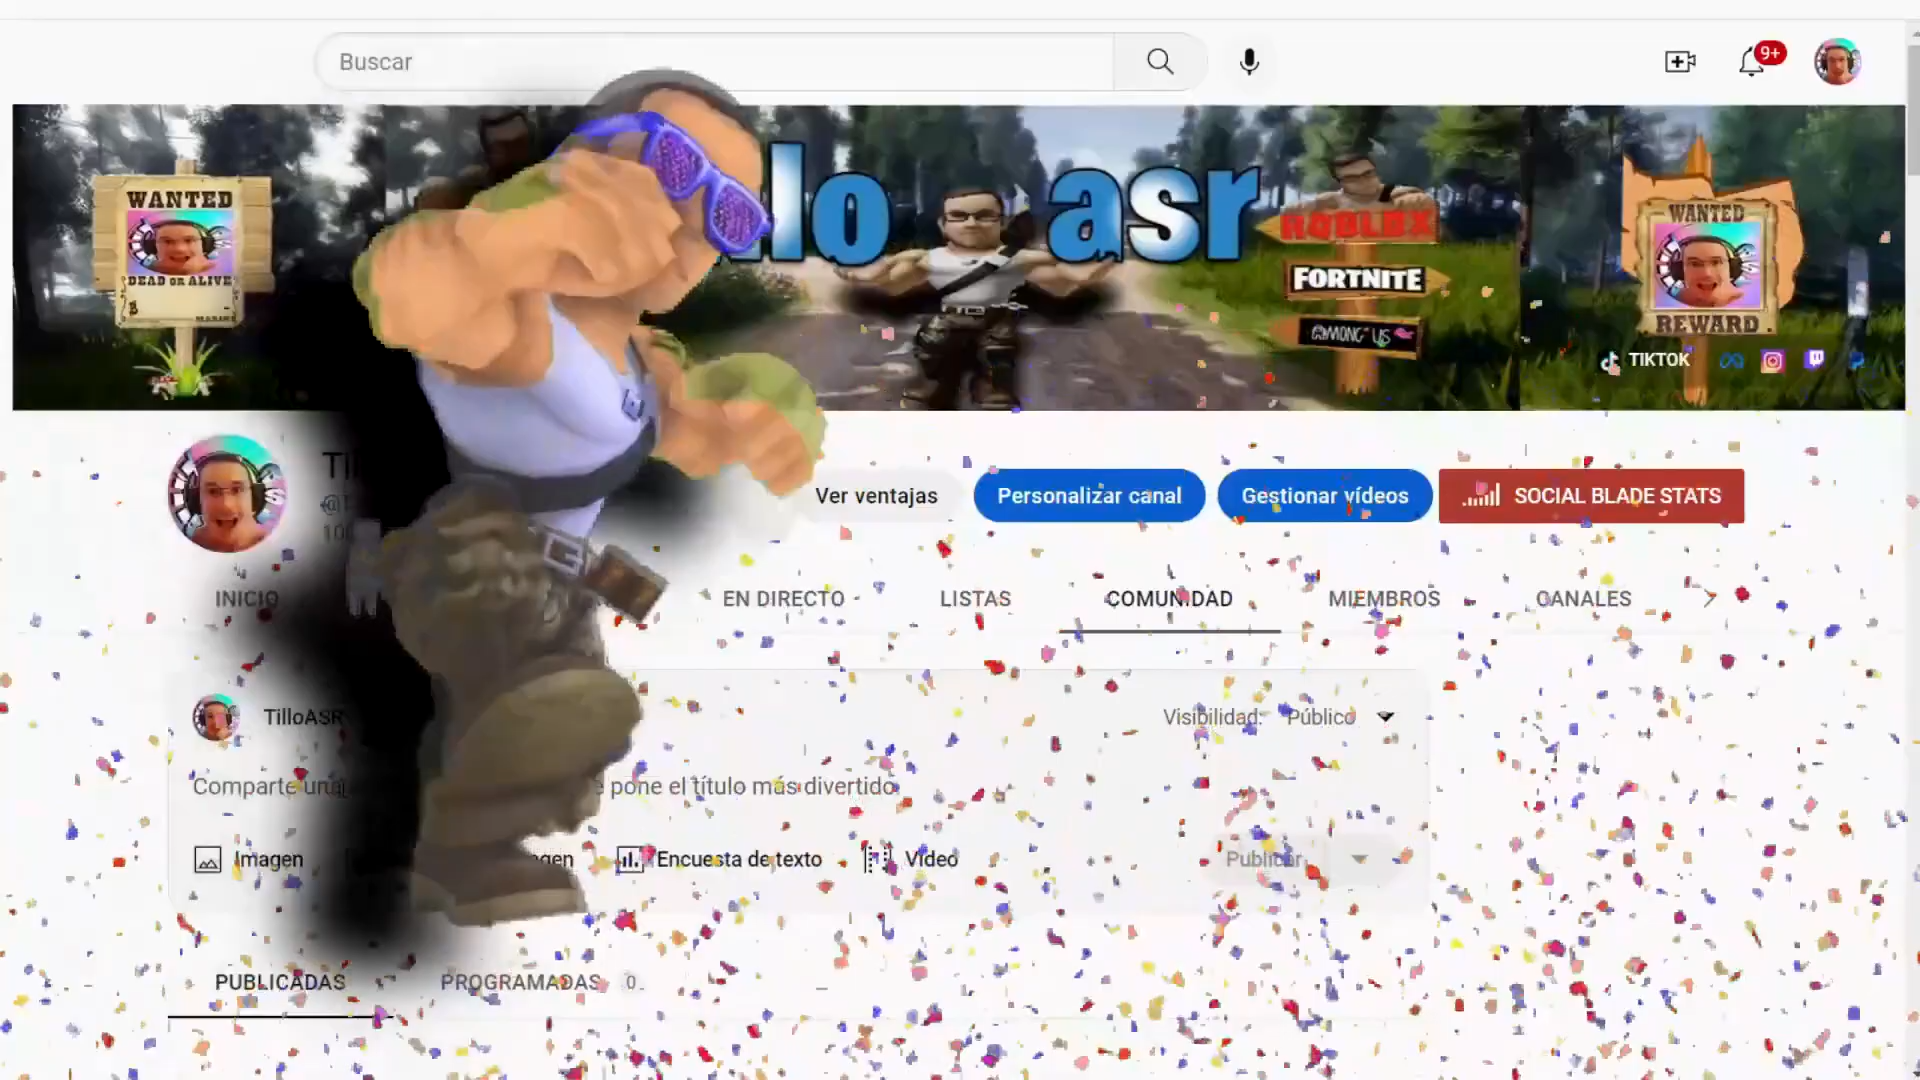 Buscar
9+
WANTED
DEAD OR ALIVE
lo asr
ROBLOX
FORTNITE
AMONG US
WANTED
REWARD
TIKTOK
Ver ventajas
Personalizar canal
Gestionar vídeos
SOCIAL BLADE STATS
INICIO
EN DIRECTO
LISTAS
COMUNIDAD
MIEMBROS
CANALES
TilloASR
Visibilidad: Público
Comparte una
pone el título más divertido
Imagen
Encuesta de texto
Vídeo
Publicar
PUBLICADAS
PROGRAMADAS 0